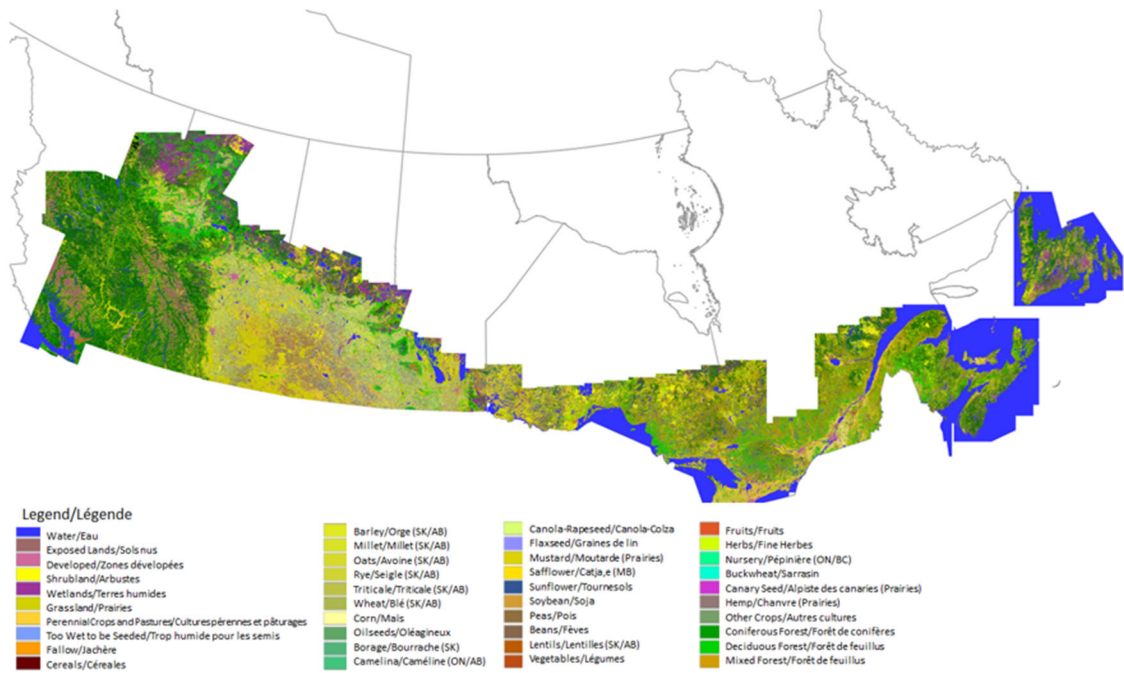 Legend/Légende
Water/Eau
Exposed Lands/Sols nus
Developed/Zones développées
Shrubland/Arbustes
Wetlands/Terres humides
Grassland/Prairies
Perennial Crops and Pastures/Cultures pérennes et pâturages
Too Wet to be Seeded/Trop humide pour les semis
Fallow/Jachère
Cereals/Céreales
Barley/Orge (SK/AB)
Millet/Millet (SK/AB)
Oats/Avoine (SK/AB)
Rye/Seigle (SK/AB)
Triticale/Triticale (SK/AB)
Wheat/Blé (SK/AB)
Corn/Maïs
Oilseeds/Oléagineux
Borage/Bourrache (SK)
Camelina/Caméline (ON/AB)
Canola-Rapeseed/Canola-Colza
Flaxseed/Graines de lin
Mustard/Moutarde (Prairies)
Safflower/Catja,e (MB)
Sunflower/Tournesols
Soybean/Soja
Peas/Pois
Beans/Fèves
Lentils/Lentilles (SK/AB)
Vegetables/Légumes
Fruits/Fruits
Herbs/Fine Herbes
Nursery/Pépinière (ON/BC)
Buckwheat/Sarrasin
Canary Seed/Alpiste des canaries (Prairies)
Hemp/Chanvre (Prairies)
Other Crops/Autres cultures
Coniferous Forest/Forêt de conifères
Deciduous Forest/Forêt de feuillus
Mixed Forest/Forêt de feuillus